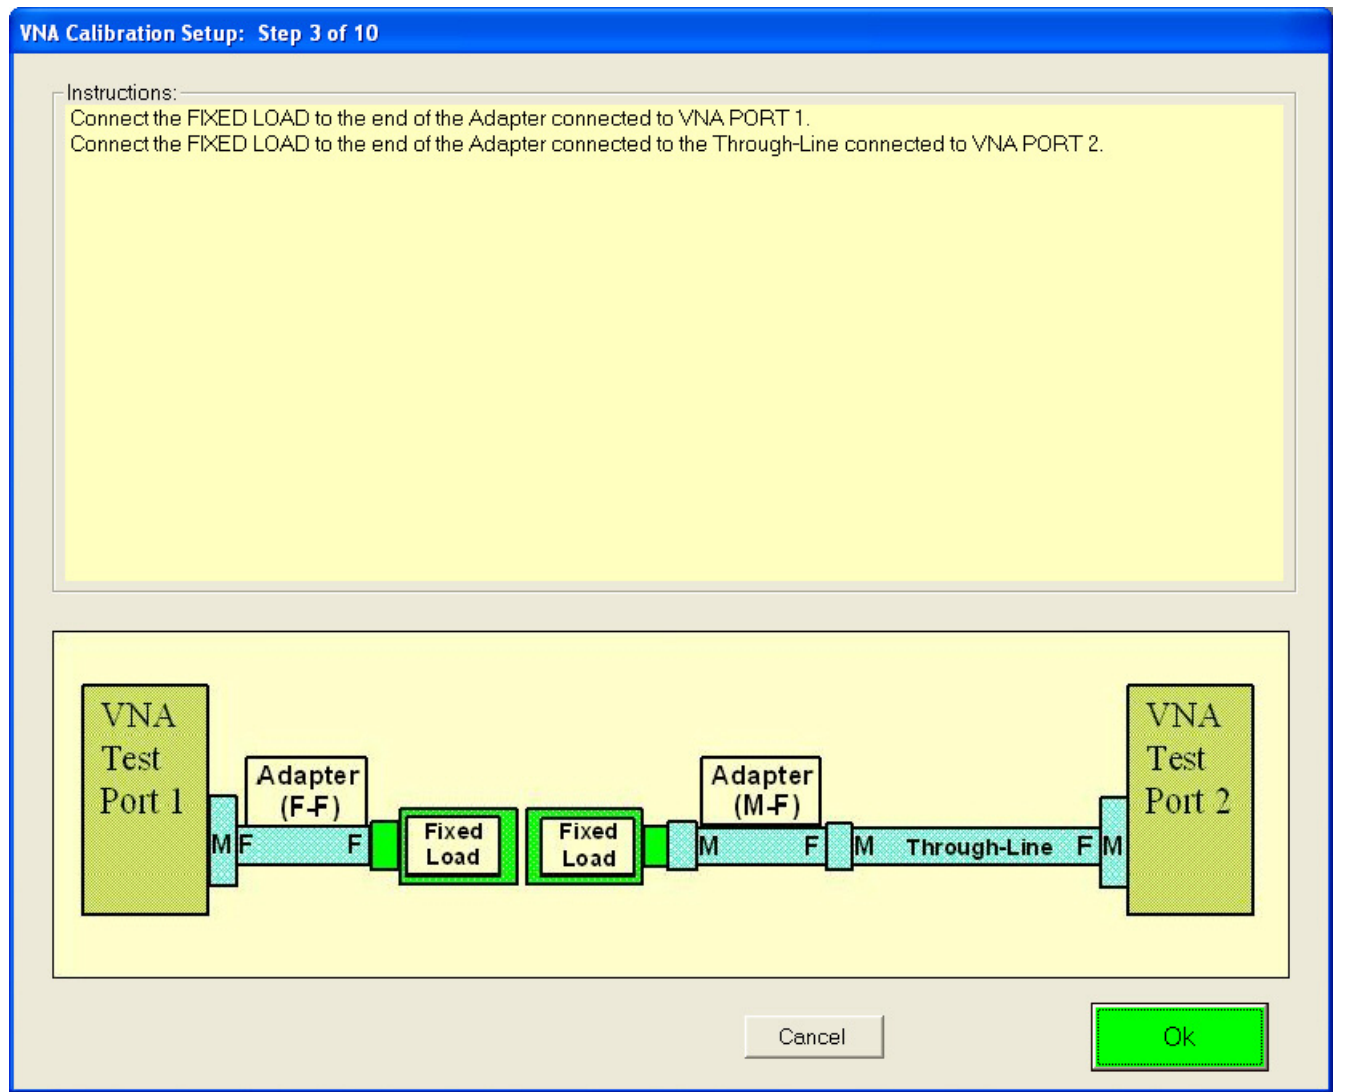 VNA Calibration Setup: Step 3 of 10
Instructions:
Connect the FIXED LOAD to the end of the Adapter connected to VNA PORT 1.
Connect the FIXED LOAD to the end of the Adapter connected to the Through-Line connected to VNA PORT 2.
VNA
Test
Port 1
M F
Adapter
(F-F)
F
Fixed
Load
Fixed
Load
Adapter
(M-F)
M F
M Through-Line F M
VNA
Test
Port 2
Cancel
Ok